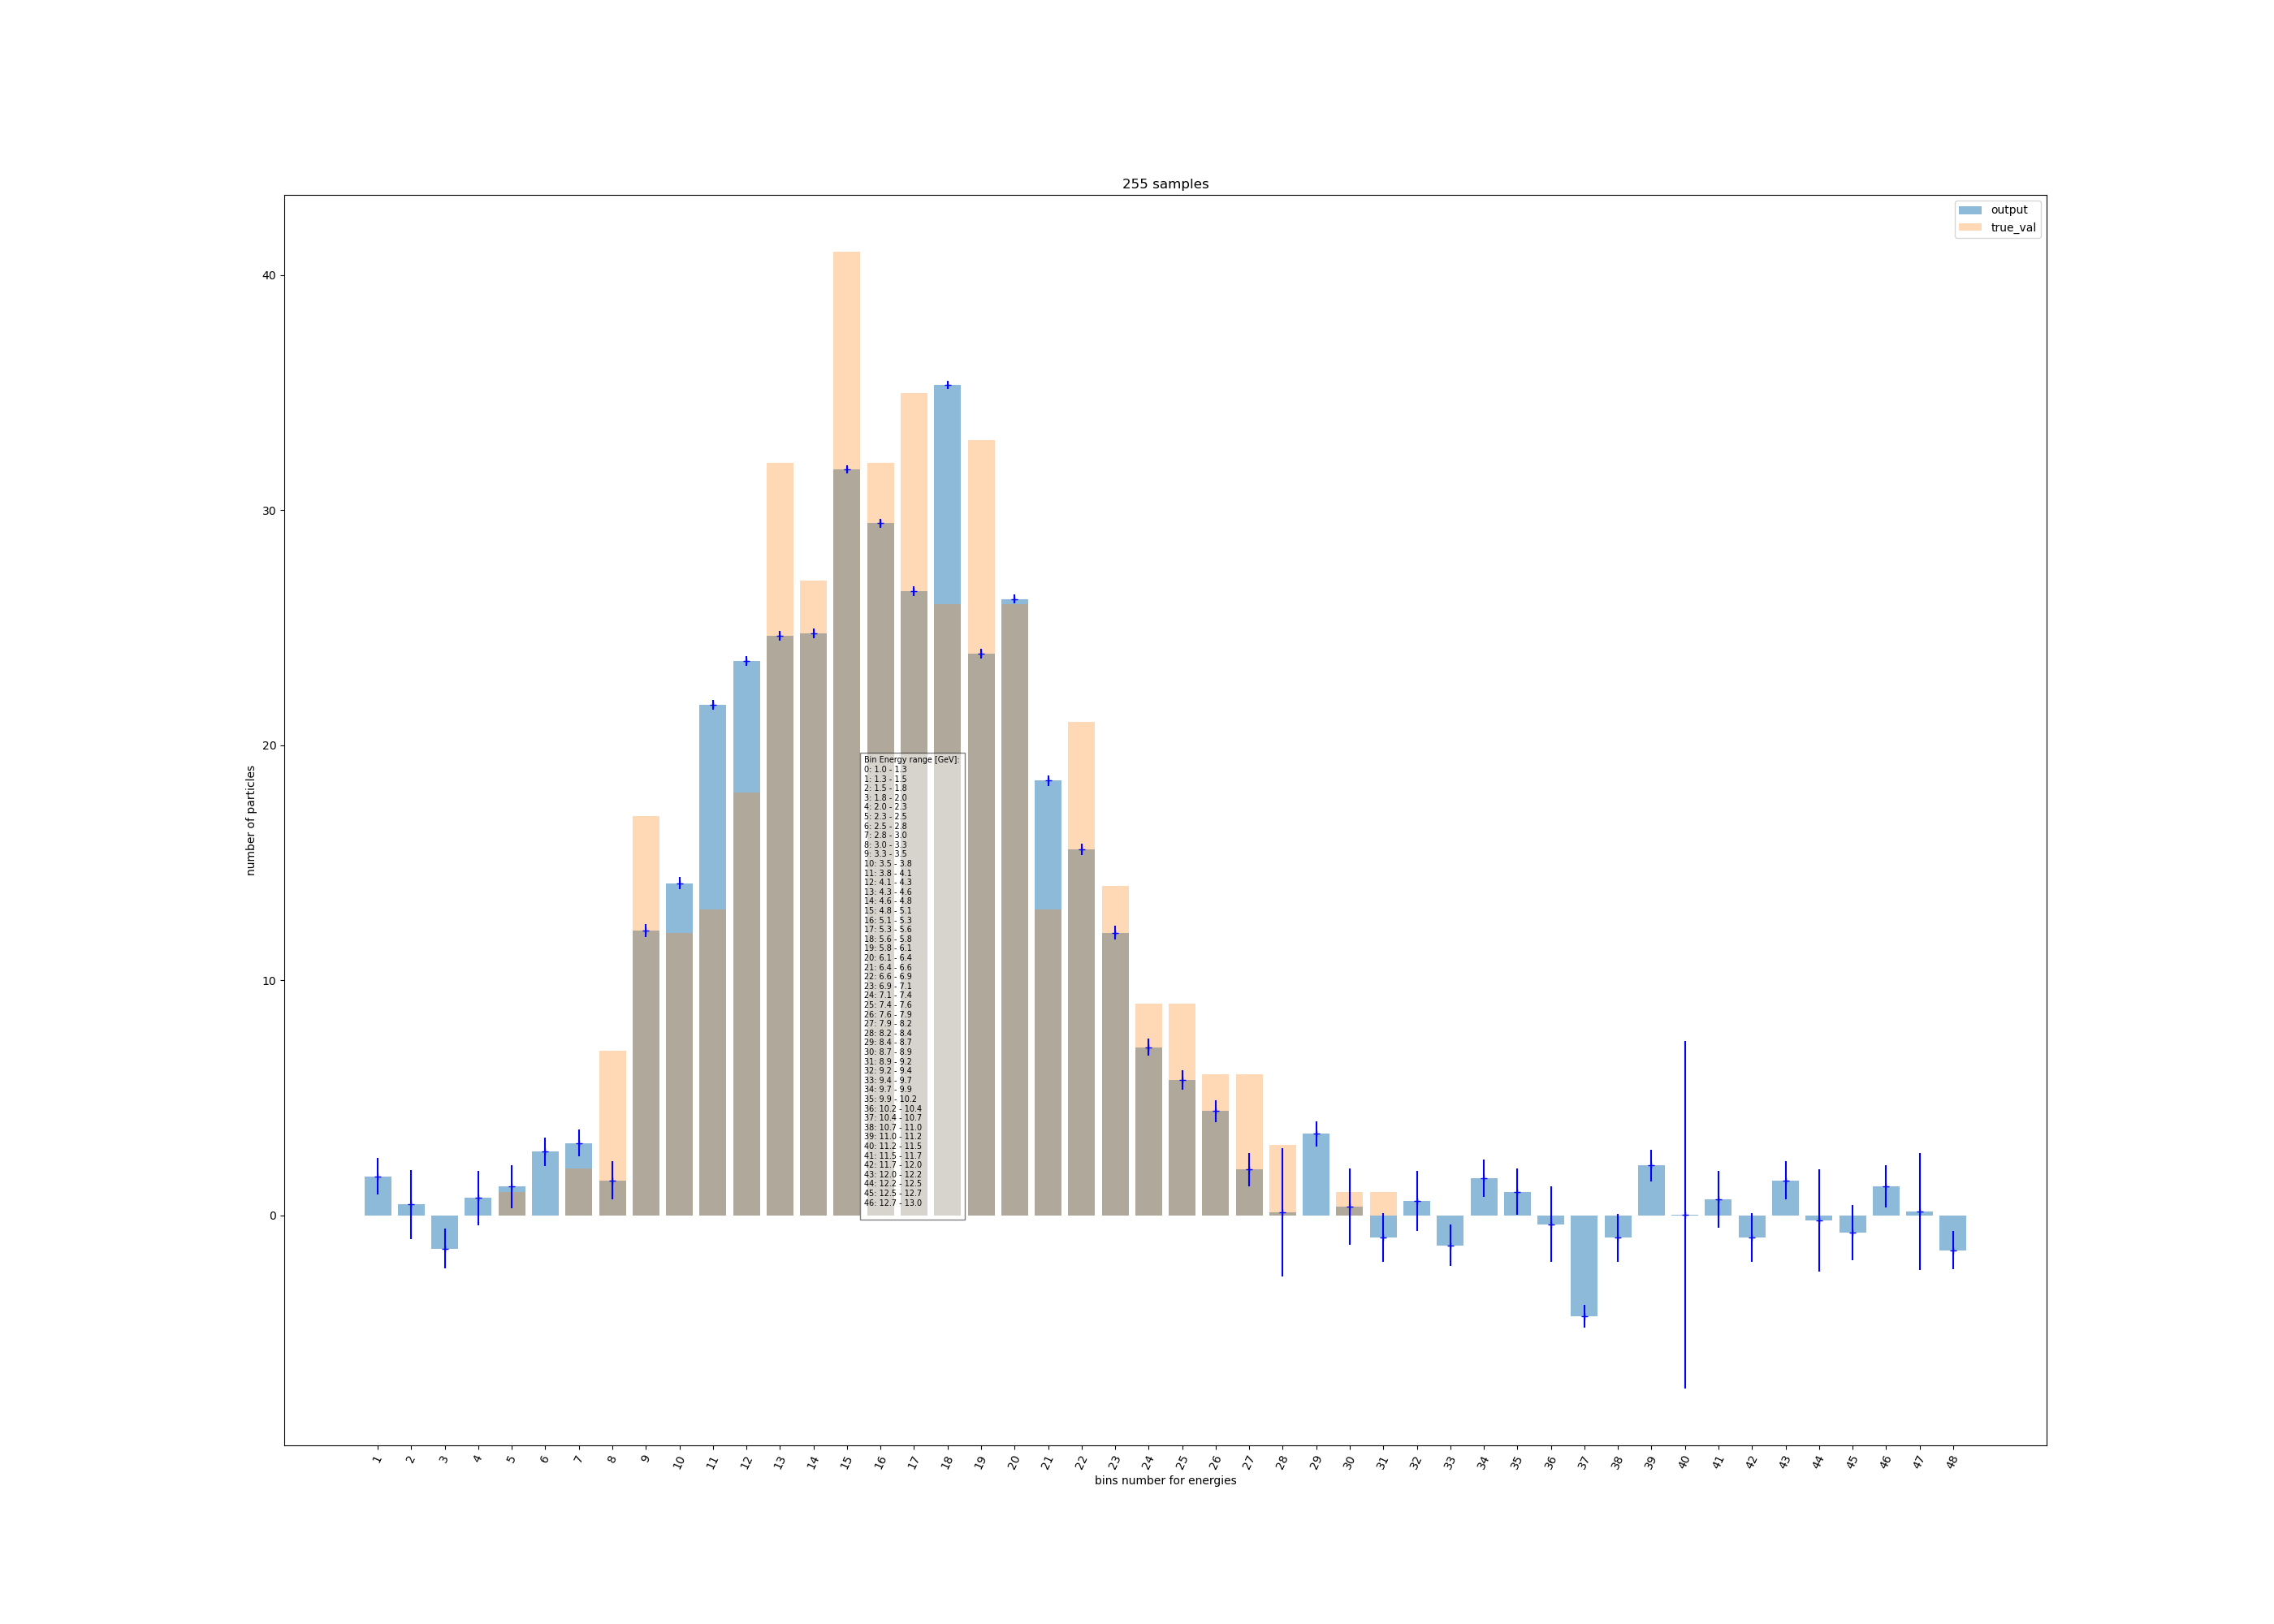 255 samples
output
true_val
40
30
20
10
0
number of particles
Bin Energy range [GeV]:
0: 1.0 - 1.3
1: 1.3 - 1.5
2: 1.5 - 1.8
3: 1.8 - 2.0
4: 2.0 - 2.3
5: 2.3 - 2.5
6: 2.5 - 2.8
7: 2.8 - 3.0
8: 3.0 - 3.3
9: 3.3 - 3.5
10: 3.5 - 3.8
11: 3.8 - 4.1
12: 4.1 - 4.3
13: 4.3 - 4.6
14: 4.6 - 4.8
15: 4.8 - 5.1
16: 5.1 - 5.3
17: 5.3 - 5.6
18: 5.6 - 5.8
19: 5.8 - 6.1
20: 6.1 - 6.4
21: 6.4 - 6.6
22: 6.6 - 6.9
23: 6.9 - 7.1
24: 7.1 - 7.4
25: 7.4 - 7.6
26: 7.6 - 7.9
27: 7.9 - 8.2
28: 8.2 - 8.4
29: 8.4 - 8.7
30: 8.7 - 8.9
31: 8.9 - 9.2
32: 9.2 - 9.4
33: 9.4 - 9.7
34: 9.7 - 9.9
35: 9.9 - 10.2
36: 10.2 - 10.4
37: 10.4 - 10.7
38: 10.7 - 11.0
39: 11.0 - 11.2
40: 11.2 - 11.5
41: 11.5 - 11.7
42: 11.7 - 12.0
43: 12.0 - 12.2
44: 12.2 - 12.5
45: 12.5 - 12.7
46: 12.7 - 13.0
1 2 3 4 5 6 7 8 9 10 11 12 13 14 15 16 17 18 19 20 21 22 23 24 25 26 27 28 29 30 31 32 33 34 35 36 37 38 39 40 41 42 43 44 45 46 47 48
bins number for energies